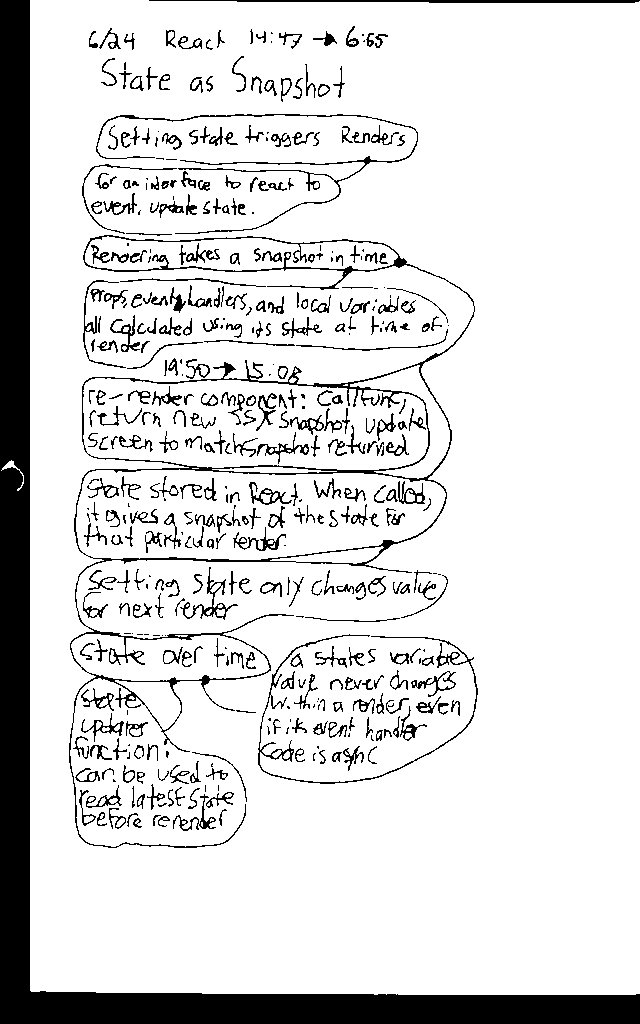 6/24 React 14:47 → 6:55
State as Snapshot
Setting state triggers Renders
for an interface to react to
event, update state.
Rendering takes a snapshot in time
Props, event handlers, and local variables
all calculated using its state at time of
render
14:50 → 15:08
re-render component: Call func,
return new JSX snapshot, update
screen to match snapshot returned
State stored in React. When called,
it gives a snapshot of the state for
that particular render.
Setting state only changes value
for next render
State over time
a states variable
value never changes
within a render, even
if its event handler
code is async
State
updater
function:
can be used to
read latest state
before rerender